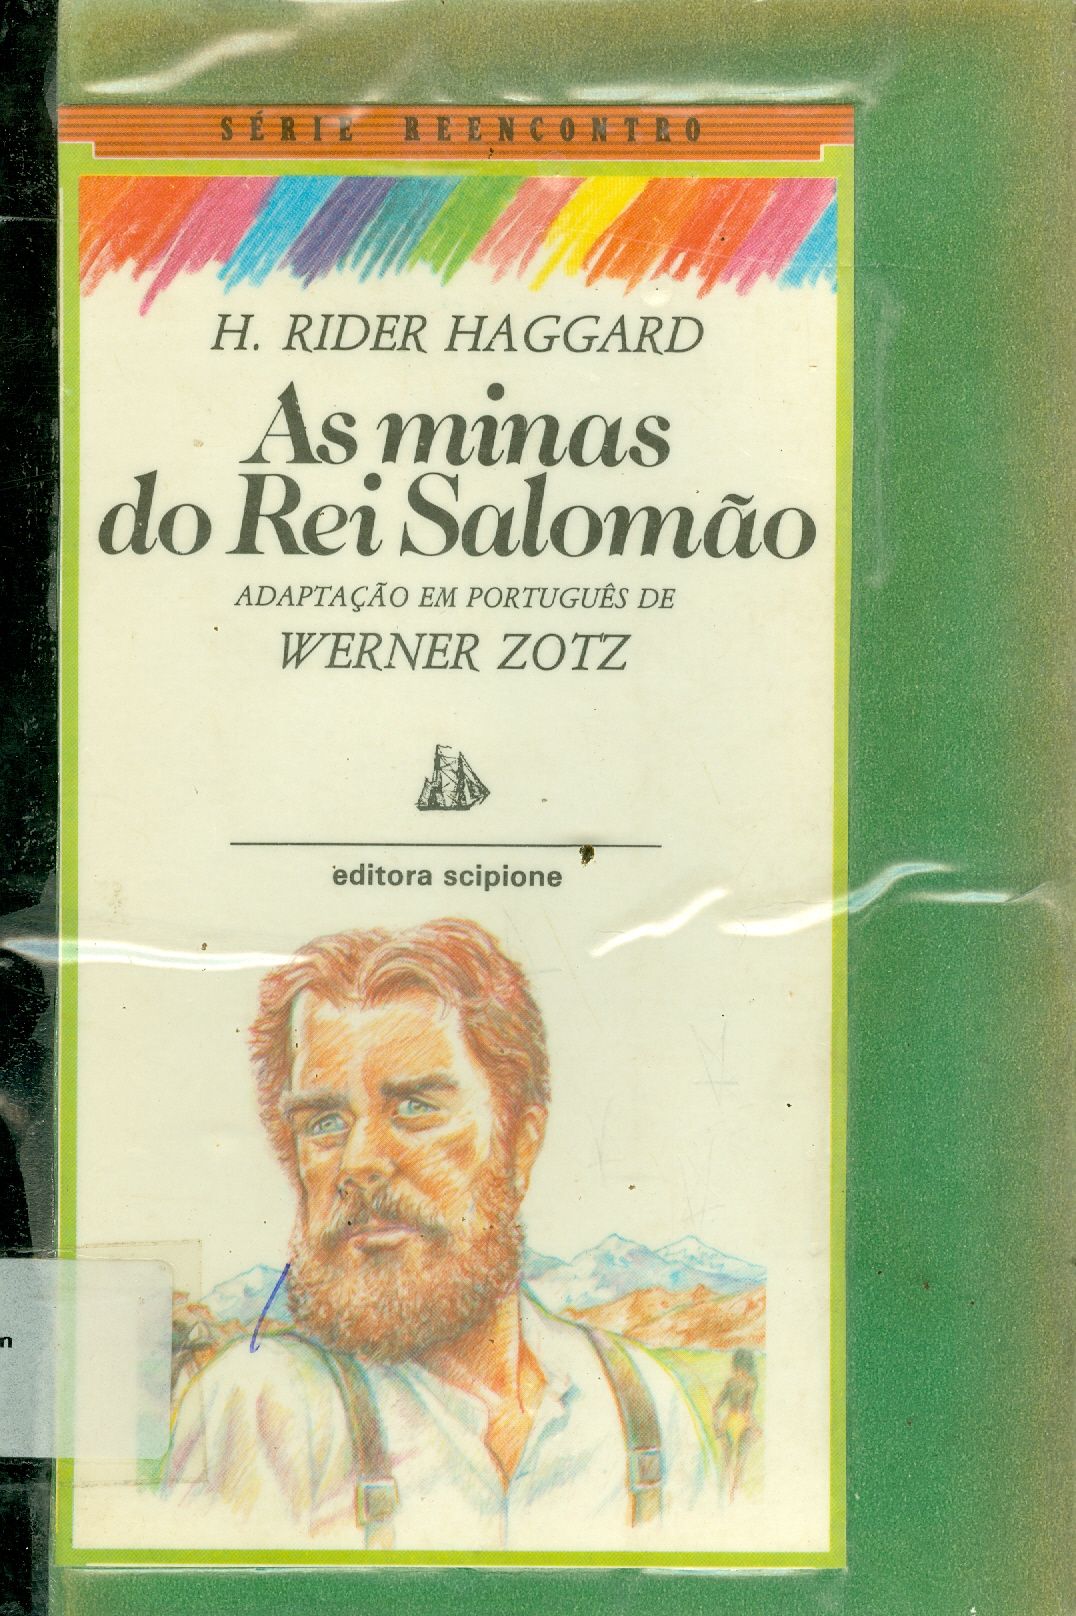 SÉRIE REENCONTRO
H. RIDER HAGGARD
As minas
do Rei Salomão
ADAPTAÇÃO EM PORTUGUÊS DE
WERNER ZOTZ
editora scipione
n